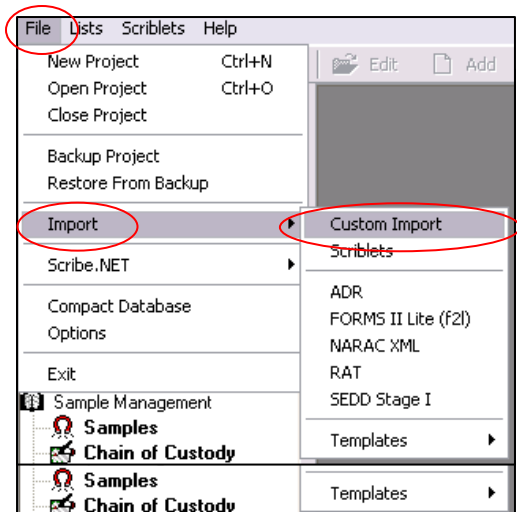 File Lists Scriblets Help
New Project Ctrl+N
Open Project Ctrl+O
Close Project
Backup Project
Restore From Backup
Import
Scribe.NET
Compact Database
Options
Exit
Edit Add
Custom Import
Scriblets
ADR
FORMS II Lite (f2l)
NARAC XML
RAT
SEDD Stage I
Templates
Sample Management
Samples
Chain of Custody
Samples
Chain of Custody
Templates